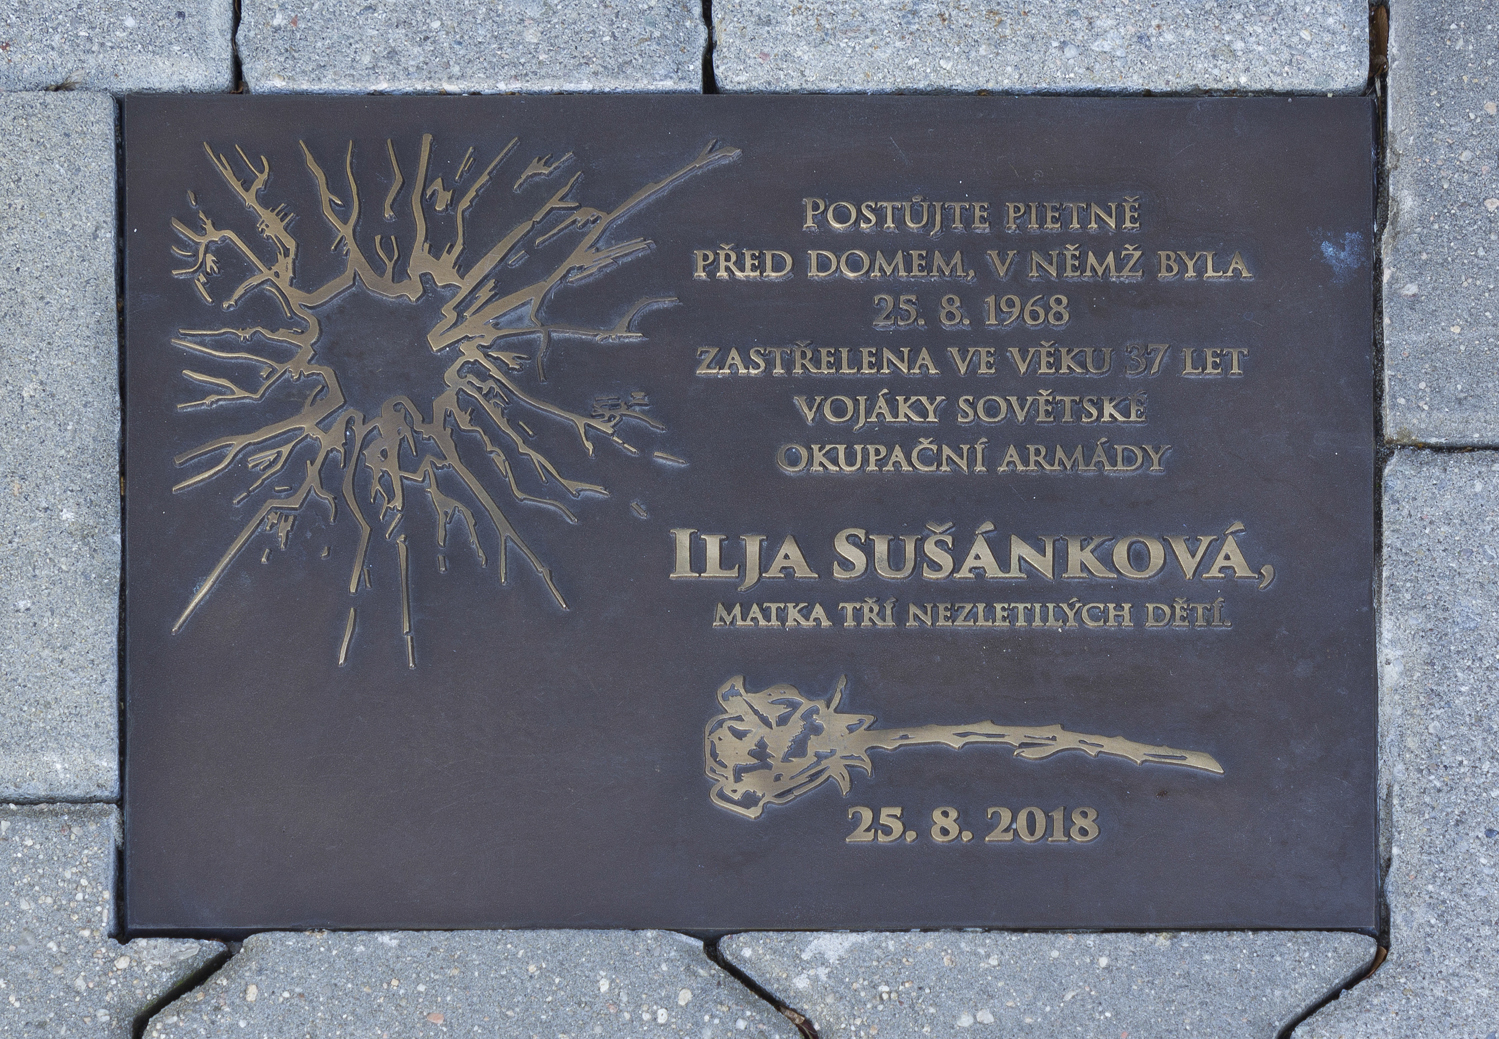 Postůjte pietně
před domem, v němž byla
25. 8. 1968
zastřelena ve věku 37 let
vojáky sovětské
okupační armády
Ilja Sušánková,
matka tří nezletilých dětí.
25. 8. 2018